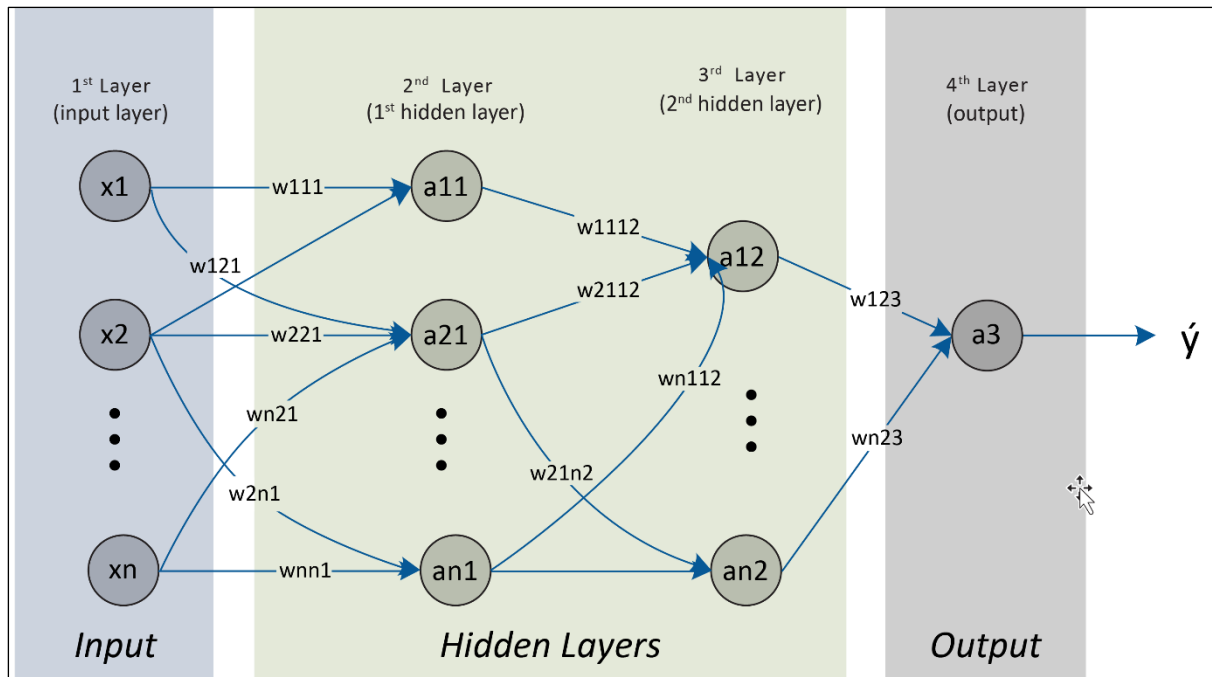 1st Layer
(input layer)
2nd Layer
(1st hidden layer)
3rd Layer
(2nd hidden layer)
4th Layer
(output)
x1
w111
a11
w1112
a12
w121
w2112
w123
x2
w221
a21
a3
ý
wn112
wn21
wn23
w21n2
w2n1
xn
wnn1
an1
an2
Input
Hidden Layers
Output